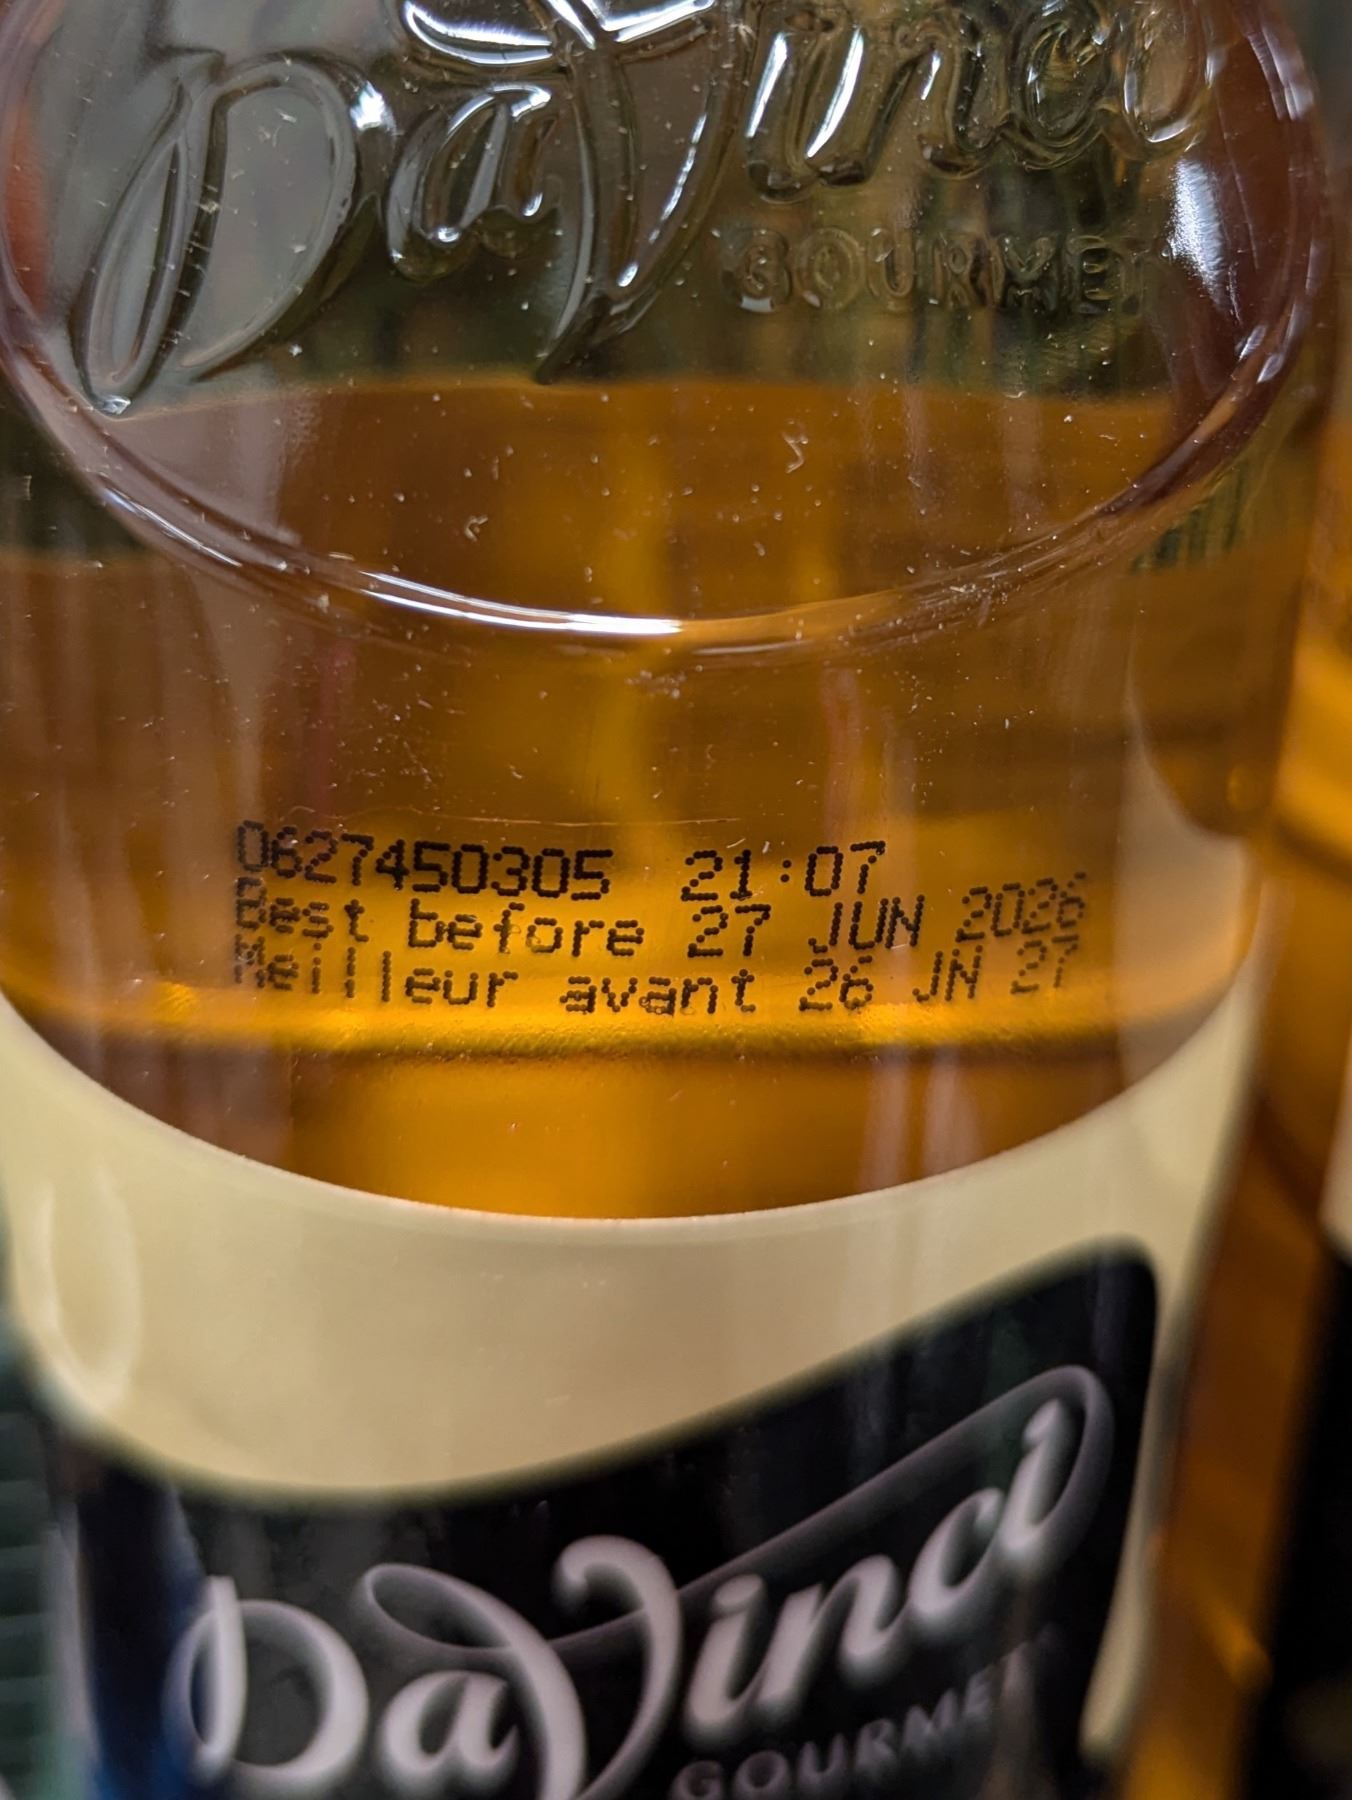 DaVinci
GOURMET
0627450305 21:07
Best before 27 JUN 2026
Meilleur avant 26 JN 27
DaVinci
GOURMET